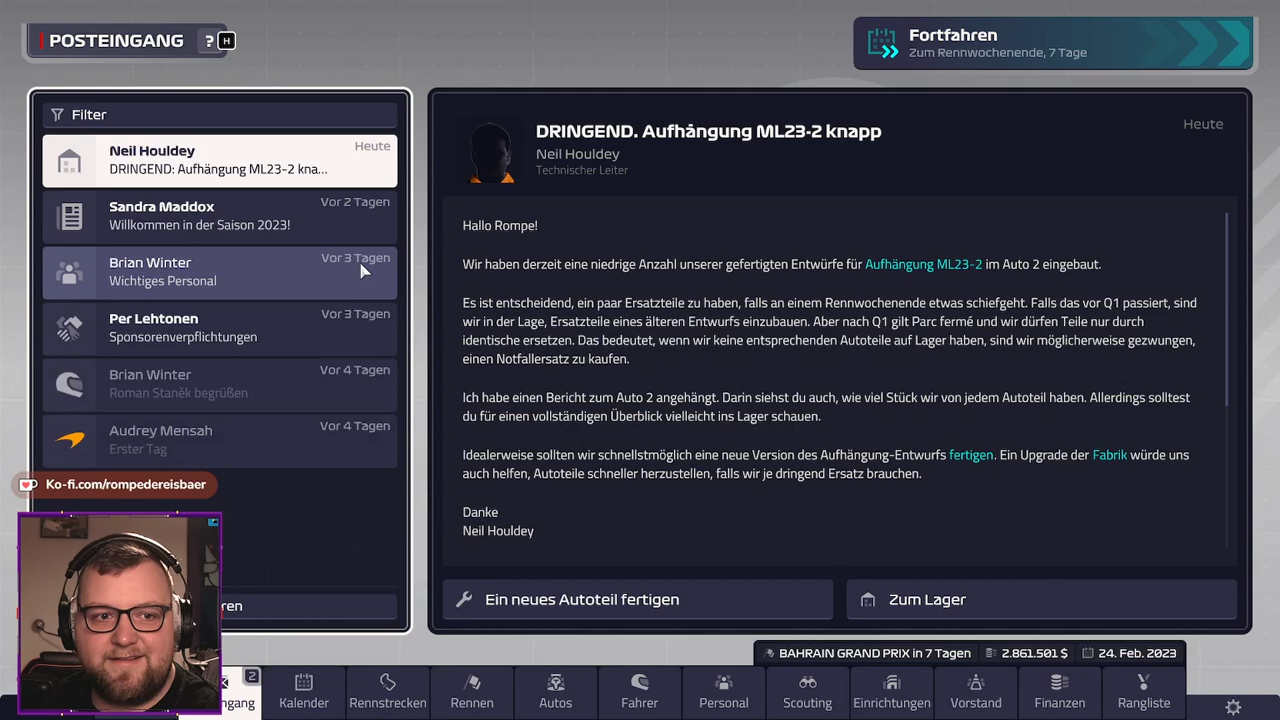 POSTEINGANG
? H
Fortfahren
Zum Rennwochenende, 7 Tage
Filter
Neil Houldey
Heute
DRINGEND: Aufhängung ML23-2 kna...
Sandra Maddox
Vor 2 Tagen
Willkommen in der Saison 2023!
Brian Winter
Vor 3 Tagen
Wichtiges Personal
Per Lehtonen
Vor 3 Tagen
Sponsorenverpflichtungen
Brian Winter
Vor 4 Tagen
Roman Staněk begrüßen
Audrey Mensah
Vor 4 Tagen
Erster Tag
Ko-fi.com/rompedereisbaer
ren
DRINGEND. Aufhängung ML23-2 knapp
Heute
Neil Houldey
Technischer Leiter
Hallo Rompe!
Wir haben derzeit eine niedrige Anzahl unserer gefertigten Entwürfe für Aufhängung ML23-2 im Auto 2 eingebaut.
Es ist entscheidend, ein paar Ersatzteile zu haben, falls an einem Rennwochenende etwas schiefgeht. Falls das vor Q1 passiert, sind
wir in der Lage, Ersatzteile eines älteren Entwurfs einzubauen. Aber nach Q1 gilt Parc fermé und wir dürfen Teile nur durch
identische ersetzen. Das bedeutet, wenn wir keine entsprechenden Autoteile auf Lager haben, sind wir möglicherweise gezwungen,
einen Notfallersatz zu kaufen.
Ich habe einen Bericht zum Auto 2 angehängt. Darin siehst du auch, wie viel Stück wir von jedem Autoteil haben. Allerdings solltest
du für einen vollständigen Überblick vielleicht ins Lager schauen.
Idealerweise sollten wir schnellstmöglich eine neue Version des Aufhängung-Entwurfs fertigen. Ein Upgrade der Fabrik würde uns
auch helfen, Autoteile schneller herzustellen, falls wir je dringend Ersatz brauchen.
Danke
Neil Houldey
Ein neues Autoteil fertigen
Zum Lager
BAHRAIN GRAND PRIX in 7 Tagen
2.861.501 $
24. Feb. 2023
2
gang
Kalender
Rennstrecken
Rennen
Autos
Fahrer
Personal
Scouting
Einrichtungen
Vorstand
Finanzen
Rangliste